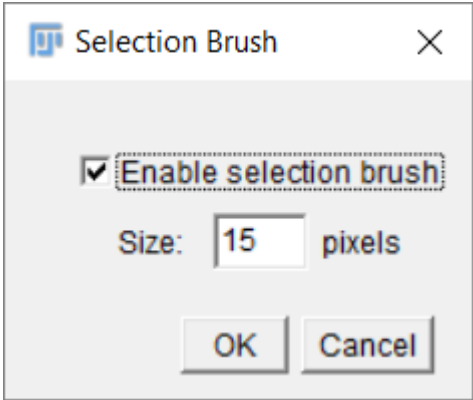 Selection Brush
Enable selection brush
Size: 15 pixels
OK Cancel